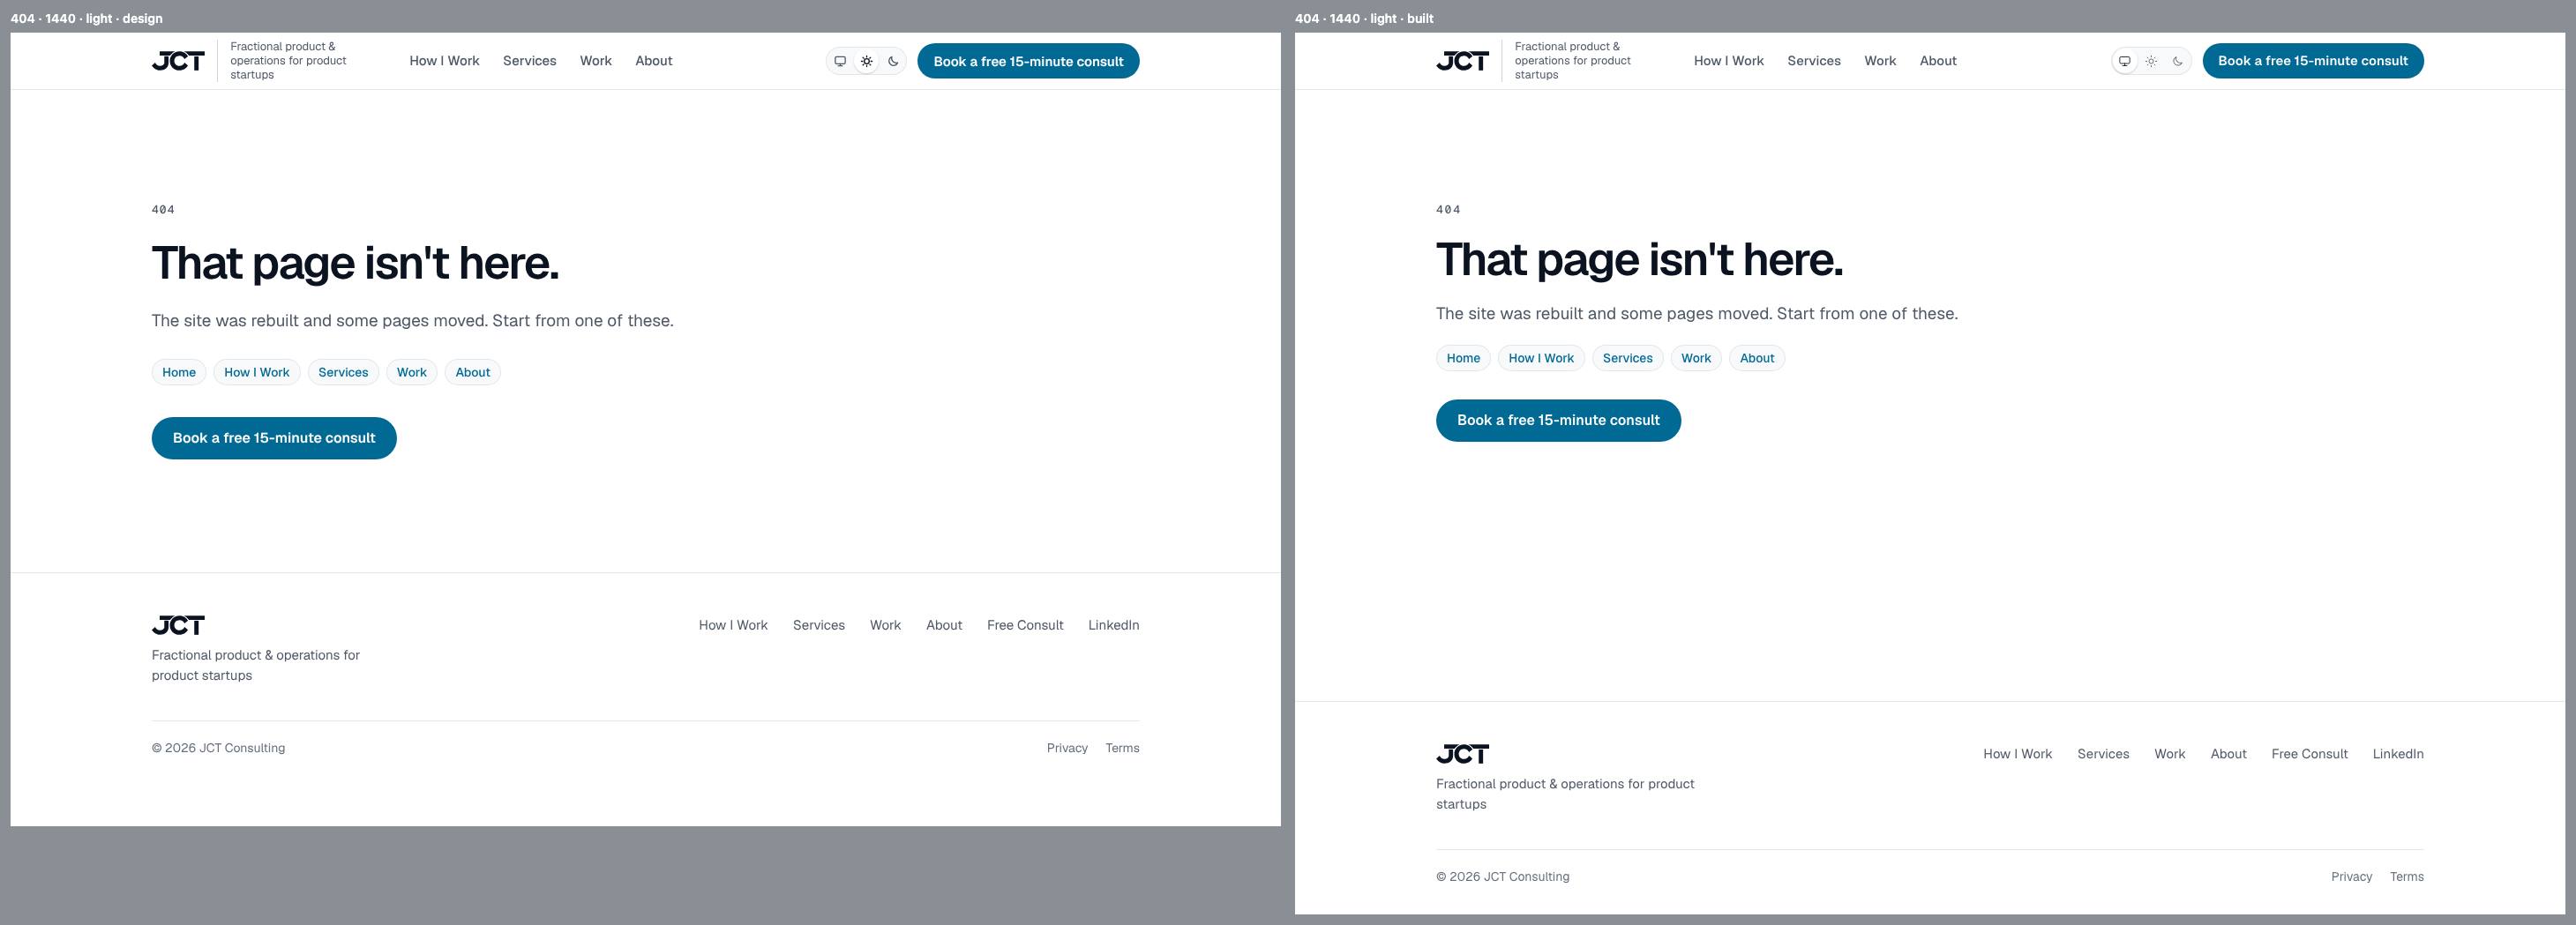 404 · 1440 · light · design
JCT
Fractional product &
operations for product
startups
How I Work Services Work About
Book a free 15-minute consult
404
That page isn't here.
The site was rebuilt and some pages moved. Start from one of these.
Home How I Work Services Work About
Book a free 15-minute consult
JCT
How I Work Services Work About Free Consult LinkedIn
Fractional product & operations for
product startups
© 2026 JCT Consulting
Privacy Terms
404 · 1440 · light · built
JCT
Fractional product &
operations for product
startups
How I Work Services Work About
Book a free 15-minute consult
404
That page isn't here.
The site was rebuilt and some pages moved. Start from one of these.
Home How I Work Services Work About
Book a free 15-minute consult
JCT
How I Work Services Work About Free Consult LinkedIn
Fractional product & operations for product
startups
© 2026 JCT Consulting
Privacy Terms